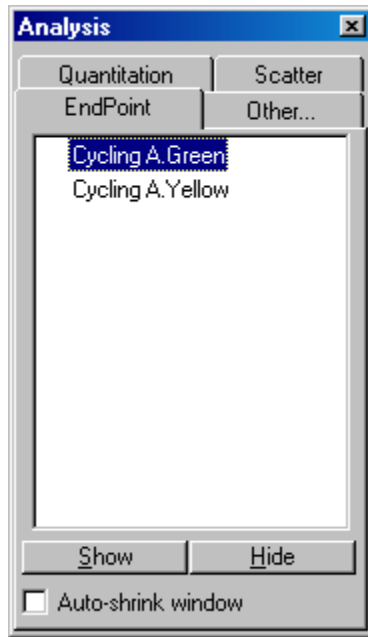 Analysis
Quantitation Scatter
EndPoint Other...
Cycling A.Green
Cycling A.Yellow
Show Hide
Auto-shrink window